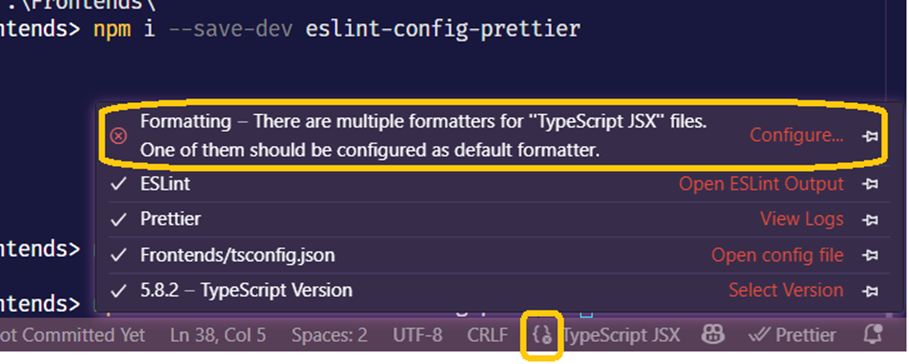 .\Frontends\
ntends> npm i --save-dev eslint-config-prettier
Formatting – There are multiple formatters for "TypeScript JSX" files.
One of them should be configured as default formatter.
Configure...
ESLint Open ESLint Output
Prettier View Logs
ntends>
Frontends/tsconfig.json Open config file
5.8.2 – TypeScript Version Select Version
ntends>
ot Committed Yet Ln 38, Col 5 Spaces: 2 UTF-8 CRLF {} TypeScript JSX Prettier